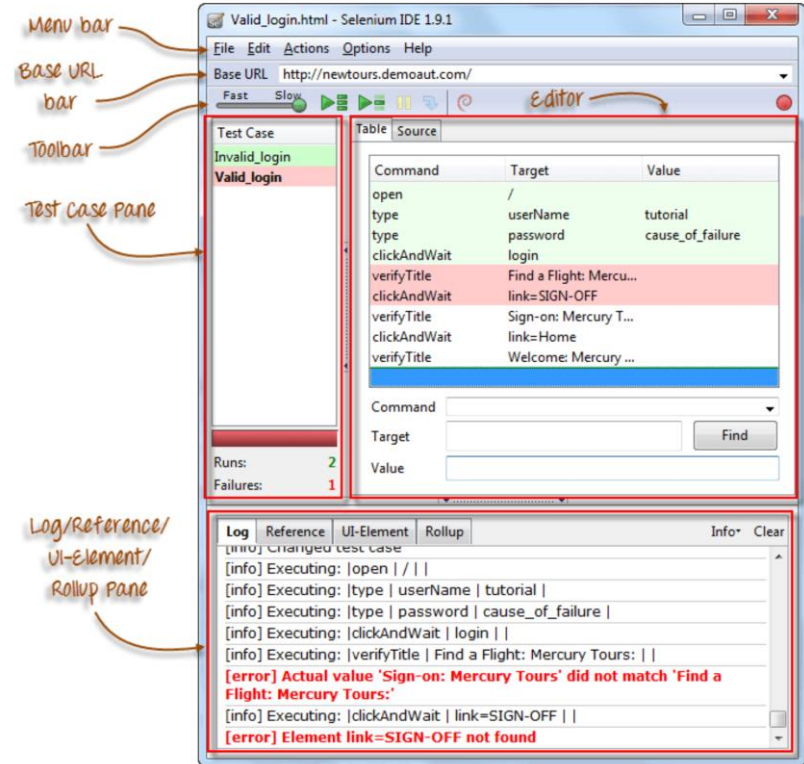 Menu bar
Valid_login.html - Selenium IDE 1.9.1
File Edit Actions Options Help
Base URL bar
Base URL http://newtours.demoaut.com/
Fast Slow
Editor
Toolbar
Test Case
Invalid_login
Valid_login
Test Case Pane
Table Source
Command Target Value
open /
type userName tutorial
type password cause_of_failure
clickAndWait login
verifyTitle Find a Flight: Mercu...
clickAndWait link=SIGN-OFF
verifyTitle Sign-on: Mercury T...
clickAndWait link=Home
verifyTitle Welcome: Mercury ...
Command
Target Find
Value
Runs: 2
Failures: 1
Log/Reference/
UI-Element/
Rollup Pane
Log Reference UI-Element Rollup Info Clear
[info] Changed test case
[info] Executing: |open | / | |
[info] Executing: |type | userName | tutorial |
[info] Executing: |type | password | cause_of_failure |
[info] Executing: |clickAndWait | login | |
[info] Executing: |verifyTitle | Find a Flight: Mercury Tours: | |
[error] Actual value 'Sign-on: Mercury Tours' did not match 'Find a
Flight: Mercury Tours:'
[info] Executing: |clickAndWait | link=SIGN-OFF | |
[error] Element link=SIGN-OFF not found